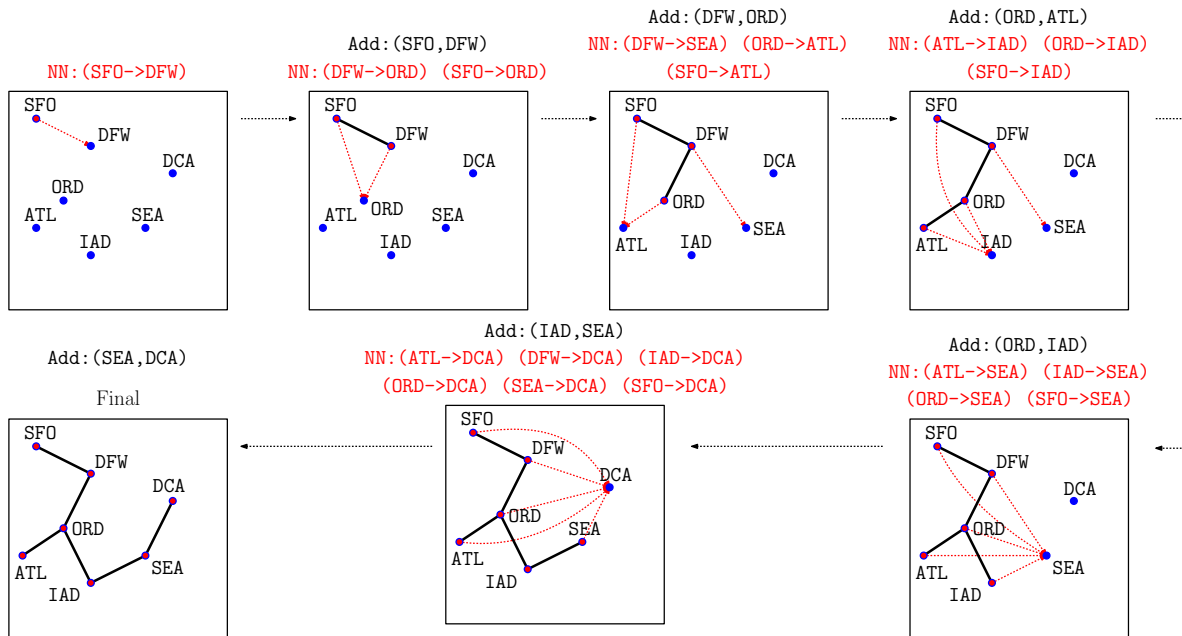 NN:(SFO->DFW)
SFO
DFW
DCA
ORD
ATL
SEA
IAD
Add:(SFO,DFW)
NN:(DFW->ORD) (SFO->ORD)
SFO
DFW
DCA
ATL
ORD
SEA
IAD
Add:(DFW,ORD)
NN:(DFW->SEA) (ORD->ATL)
(SFO->ATL)
SFO
DFW
DCA
ORD
ATL
IAD
SEA
Add:(ORD,ATL)
NN:(ATL->IAD) (ORD->IAD)
(SFO->IAD)
SFO
DFW
DCA
ORD
ATL
IAD
SEA
Add:(ORD,IAD)
NN:(ATL->SEA) (IAD->SEA)
(ORD->SEA) (SFO->SEA)
SFO
DFW
DCA
ORD
ATL
SEA
IAD
Add:(IAD,SEA)
NN:(ATL->DCA) (DFW->DCA) (IAD->DCA)
(ORD->DCA) (SEA->DCA) (SFO->DCA)
SFO
DFW
DCA
ORD
SEA
ATL
IAD
Add:(SEA,DCA)
Final
SFO
DFW
DCA
ORD
ATL
SEA
IAD